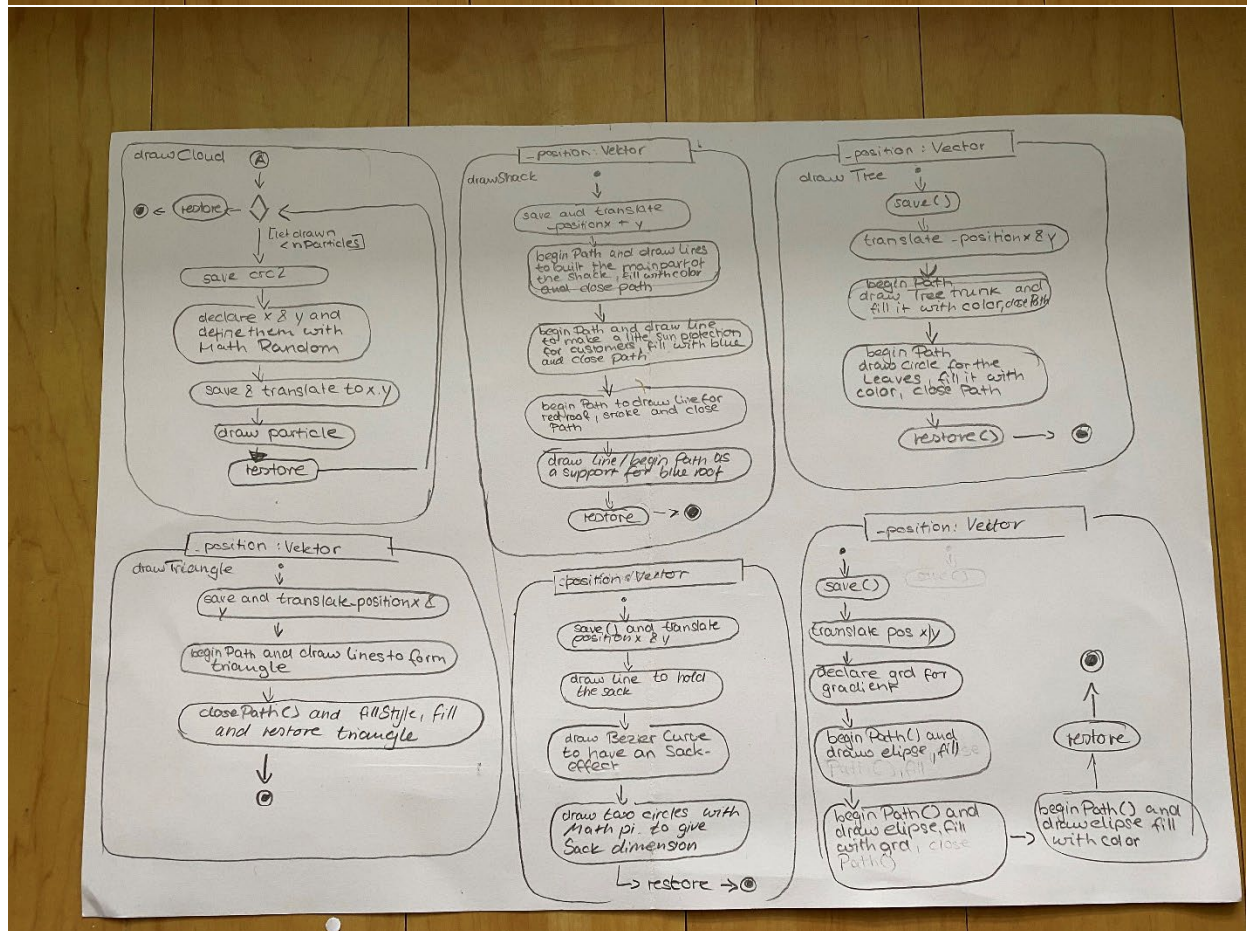 drawCloud
A
restore
[let drawn
< nParticles]
save crc2
declare x & y and
define them with
Math Random
save & translate to x.y
draw particle
restore
_position : Vektor
drawShack
save and translate
_positionx + y
begin Path and draw lines
to built the main part of
the shack, fill with color
and close path
begin Path and draw line
to make a little sun protection
for customers, fill with blue
and close path
begin Path to draw line for
red roof, stroke and close
Path
draw line/begin Path as
a support for blue roof
restore
_position : Vector
draw Tree
save()
translate _positionx & y
begin Path
draw Tree trunk and
fill it with color, close Path
begin Path
draw circle for the
Leaves, fill it with
color, close Path
restore()
_position : Vektor
drawTriangle
save and translate_positionx &
y
begin Path and draw lines to form
triangle
closePath() and fillStyle, fill
and restore triangle
_position : Vector
save() and translate
position x & y
draw line to hold
the sack
draw Bezier Curve
to have an Sack-
effect
draw two circles with
Math pi. to give
Sack dimension
restore
_position : Vector
save()
save()
translate pos x/y
declare grd for
gradient
begin Path() and
draw elipse, fill
begin Path() and
draw elipse, fill
with grd, close
Path()
begin Path() and
draw elipse fill
with color
restore